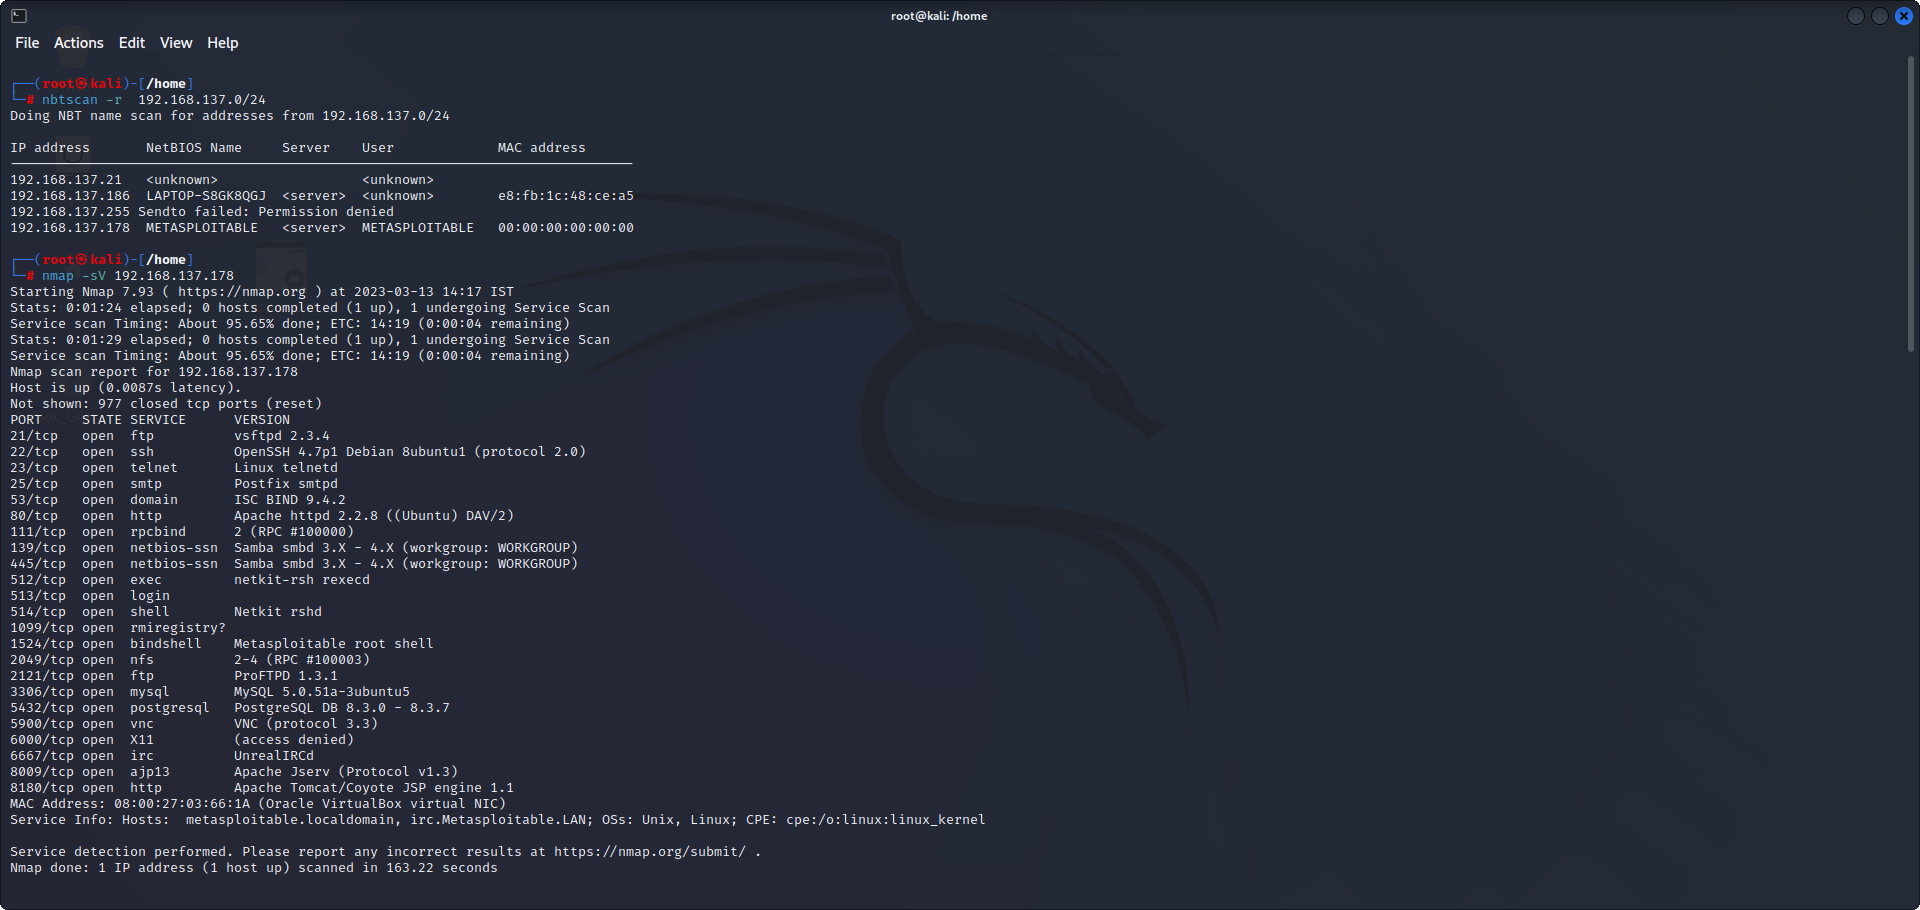 root@kali: /home
File Actions Edit View Help
┌──(root㉿kali)-[/home]
└─# nbtscan -r  192.168.137.0/24
Doing NBT name scan for addresses from 192.168.137.0/24
IP address       NetBIOS Name     Server    User             MAC address
192.168.137.21   <unknown>                  <unknown>
192.168.137.186  LAPTOP-S8GK8QGJ  <server>  <unknown>        e8:fb:1c:48:ce:a5
192.168.137.255 Sendto failed: Permission denied
192.168.137.178  METASPLOITABLE   <server>  METASPLOITABLE   00:00:00:00:00:00
┌──(root㉿kali)-[/home]
└─# nmap -sV 192.168.137.178
Starting Nmap 7.93 ( https://nmap.org ) at 2023-03-13 14:17 IST
Stats: 0:01:24 elapsed; 0 hosts completed (1 up), 1 undergoing Service Scan
Service scan Timing: About 95.65% done; ETC: 14:19 (0:00:04 remaining)
Stats: 0:01:29 elapsed; 0 hosts completed (1 up), 1 undergoing Service Scan
Service scan Timing: About 95.65% done; ETC: 14:19 (0:00:04 remaining)
Nmap scan report for 192.168.137.178
Host is up (0.0087s latency).
Not shown: 977 closed tcp ports (reset)
PORT     STATE SERVICE      VERSION
21/tcp   open  ftp          vsftpd 2.3.4
22/tcp   open  ssh          OpenSSH 4.7p1 Debian 8ubuntu1 (protocol 2.0)
23/tcp   open  telnet       Linux telnetd
25/tcp   open  smtp         Postfix smtpd
53/tcp   open  domain       ISC BIND 9.4.2
80/tcp   open  http         Apache httpd 2.2.8 ((Ubuntu) DAV/2)
111/tcp  open  rpcbind      2 (RPC #100000)
139/tcp  open  netbios-ssn  Samba smbd 3.X - 4.X (workgroup: WORKGROUP)
445/tcp  open  netbios-ssn  Samba smbd 3.X - 4.X (workgroup: WORKGROUP)
512/tcp  open  exec         netkit-rsh rexecd
513/tcp  open  login
514/tcp  open  shell        Netkit rshd
1099/tcp open  rmiregistry?
1524/tcp open  bindshell    Metasploitable root shell
2049/tcp open  nfs          2-4 (RPC #100003)
2121/tcp open  ftp          ProFTPD 1.3.1
3306/tcp open  mysql        MySQL 5.0.51a-3ubuntu5
5432/tcp open  postgresql   PostgreSQL DB 8.3.0 - 8.3.7
5900/tcp open  vnc          VNC (protocol 3.3)
6000/tcp open  X11          (access denied)
6667/tcp open  irc          UnrealIRCd
8009/tcp open  ajp13        Apache Jserv (Protocol v1.3)
8180/tcp open  http         Apache Tomcat/Coyote JSP engine 1.1
MAC Address: 08:00:27:03:66:1A (Oracle VirtualBox virtual NIC)
Service Info: Hosts:  metasploitable.localdomain, irc.Metasploitable.LAN; OSs: Unix, Linux; CPE: cpe:/o:linux:linux_kernel
Service detection performed. Please report any incorrect results at https://nmap.org/submit/ .
Nmap done: 1 IP address (1 host up) scanned in 163.22 seconds